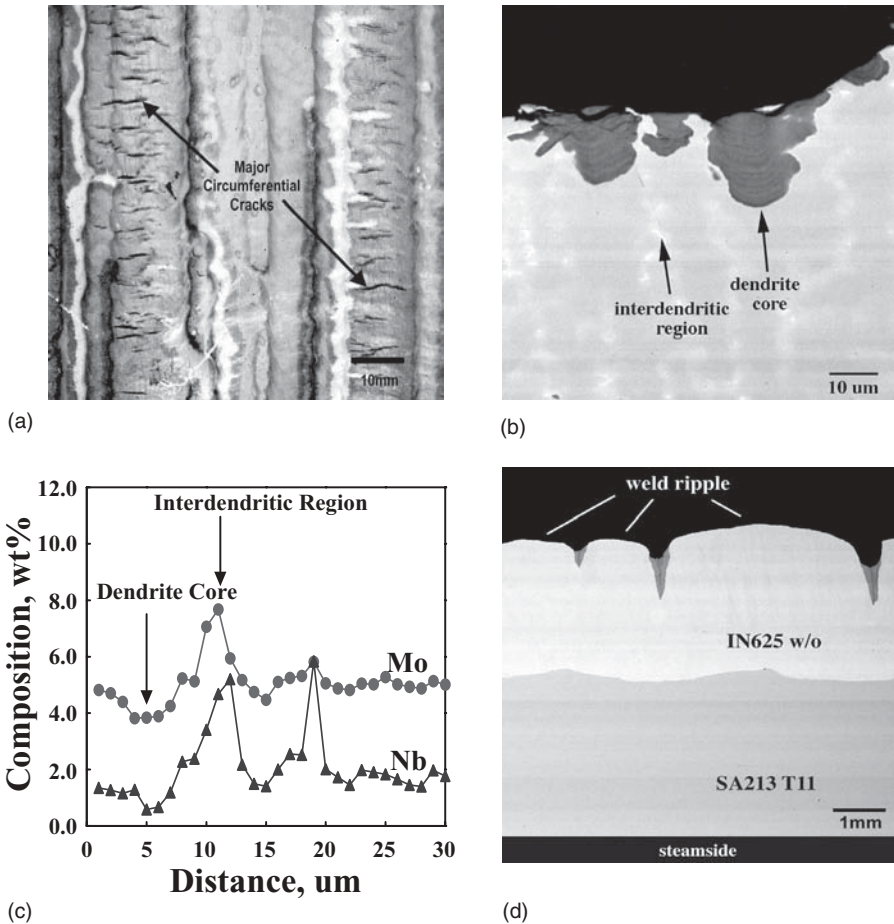 Major
Circumferential
Cracks
10mm
(a)
interdendritic
region
dendrite
core
10 um
(b)
Composition, wt%
12.0
10.0
8.0
6.0
4.0
2.0
0.0
Interdendritic Region
Dendrite Core
Mo
Nb
0 5 10 15 20 25 30
Distance, um
(c)
weld ripple
IN625 w/o
SA213 T11
1mm
steamside
(d)